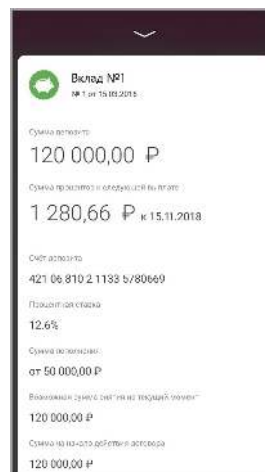 Вклад №1
№ 1 от 15.03.2018
Сумма депозита
120 000,00 ₽
Сумма процентов к следующей выплате
1 280,66 ₽ к 15.11.2018
Счёт депозита
421 06 810 2 1133 5780669
Процентная ставка
12.6%
Сумма пополнения
от 50 000,00 ₽
Возможная сумма снятия на текущий момент
120 000,00 ₽
Сумма на начало действия договора
120 000,00 ₽